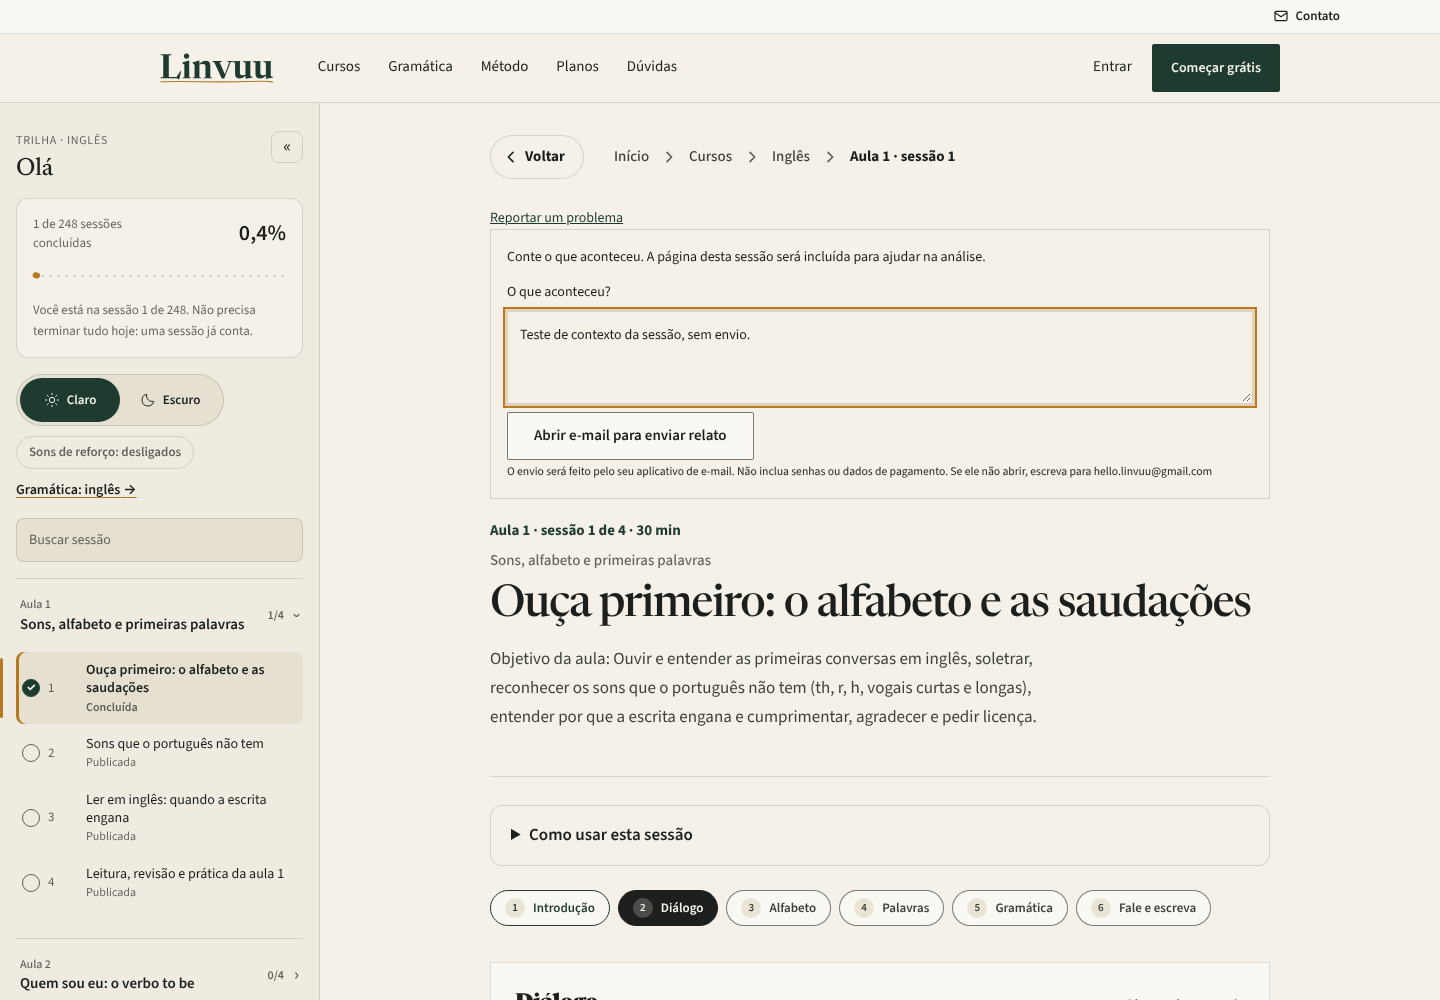 Contato
Linvuu
Cursos
Gramática
Método
Planos
Dúvidas
Entrar
Começar grátis
TRILHA · INGLÊS
«
Olá
1 de 248 sessões
concluídas
0,4%
Você está na sessão 1 de 248. Não precisa
terminar tudo hoje: uma sessão já conta.
Claro
Escuro
Sons de reforço: desligados
Gramática: inglês →
Buscar sessão
Aula 1
Sons, alfabeto e primeiras palavras
1/4
1
Ouça primeiro: o alfabeto e as
saudações
Concluída
2
Sons que o português não tem
Publicada
3
Ler em inglês: quando a escrita
engana
Publicada
4
Leitura, revisão e prática da aula 1
Publicada
Aula 2
Quem sou eu: o verbo to be
0/4
Voltar
Início
Cursos
Inglês
Aula 1 · sessão 1
Reportar um problema
Conte o que aconteceu. A página desta sessão será incluída para ajudar na análise.
O que aconteceu?
Teste de contexto da sessão, sem envio.
Abrir e-mail para enviar relato
O envio será feito pelo seu aplicativo de e-mail. Não inclua senhas ou dados de pagamento. Se ele não abrir, escreva para hello.linvuu@gmail.com
Aula 1 · sessão 1 de 4 · 30 min
Sons, alfabeto e primeiras palavras
Ouça primeiro: o alfabeto e as saudações
Objetivo da aula: Ouvir e entender as primeiras conversas em inglês, soletrar,
reconhecer os sons que o português não tem (th, r, h, vogais curtas e longas),
entender por que a escrita engana e cumprimentar, agradecer e pedir licença.
Como usar esta sessão
1 Introdução
2 Diálogo
3 Alfabeto
4 Palavras
5 Gramática
6 Fale e escreva
Diálogo